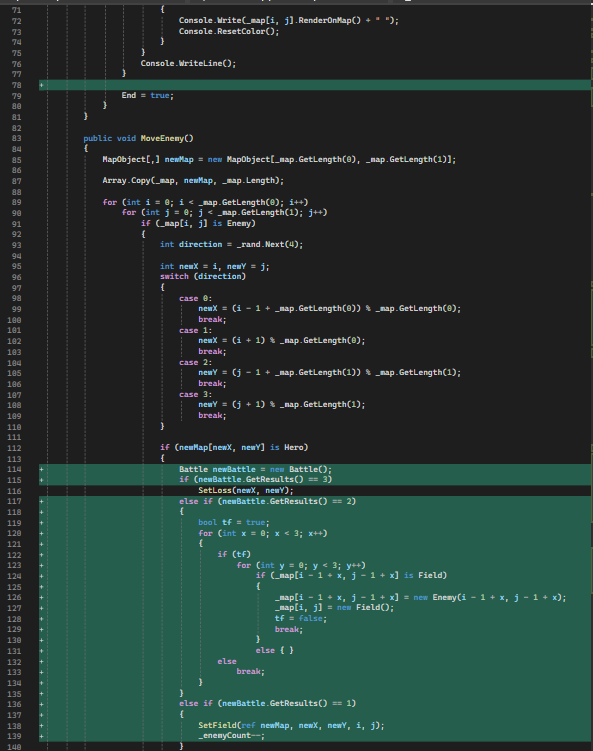 71 {
72 Console.Write(_map[i, j].RenderOnMap() + " ");
73 Console.ResetColor();
74 }
75 }
76 Console.WriteLine();
77 }
78 +
79 End = true;
80 }
81 }
82
83 public void MoveEnemy()
84 {
85 MapObject[,] newMap = new MapObject[_map.GetLength(0), _map.GetLength(1)];
86
87 Array.Copy(_map, newMap, _map.Length);
88
89 for (int i = 0; i < _map.GetLength(0); i++)
90 for (int j = 0; j < _map.GetLength(1); j++)
91 if (_map[i, j] is Enemy)
92 {
93 int direction = _rand.Next(4);
94
95 int newX = i, newY = j;
96 switch (direction)
97 {
98 case 0:
99 newX = (i - 1 + _map.GetLength(0)) % _map.GetLength(0);
100 break;
101 case 1:
102 newX = (i + 1) % _map.GetLength(0);
103 break;
104 case 2:
105 newY = (j - 1 + _map.GetLength(1)) % _map.GetLength(1);
106 break;
107 case 3:
108 newY = (j + 1) % _map.GetLength(1);
109 break;
110 }
111
112 if (newMap[newX, newY] is Hero)
113 {
114 + Battle newBattle = new Battle();
115 + if (newBattle.GetResults() == 3)
116 SetLoss(newX, newY);
117 + else if (newBattle.GetResults() == 2)
118 + {
119 + bool tf = true;
120 + for (int x = 0; x < 3; x++)
121 + {
122 + if (tf)
123 + for (int y = 0; y < 3; y++)
124 + if (_map[i - 1 + x, j - 1 + x] is Field)
125 + {
126 + _map[i - 1 + x, j - 1 + x] = new Enemy(i - 1 + x, j - 1 + x);
127 + _map[i, j] = new Field();
128 + tf = false;
129 + break;
130 + }
131 + else { }
132 + else
133 + break;
134 + }
135 + }
136 + else if (newBattle.GetResults() == 1)
137 + {
138 + SetField(ref newMap, newX, newY, i, j);
139 + _enemyCount--;
140 }